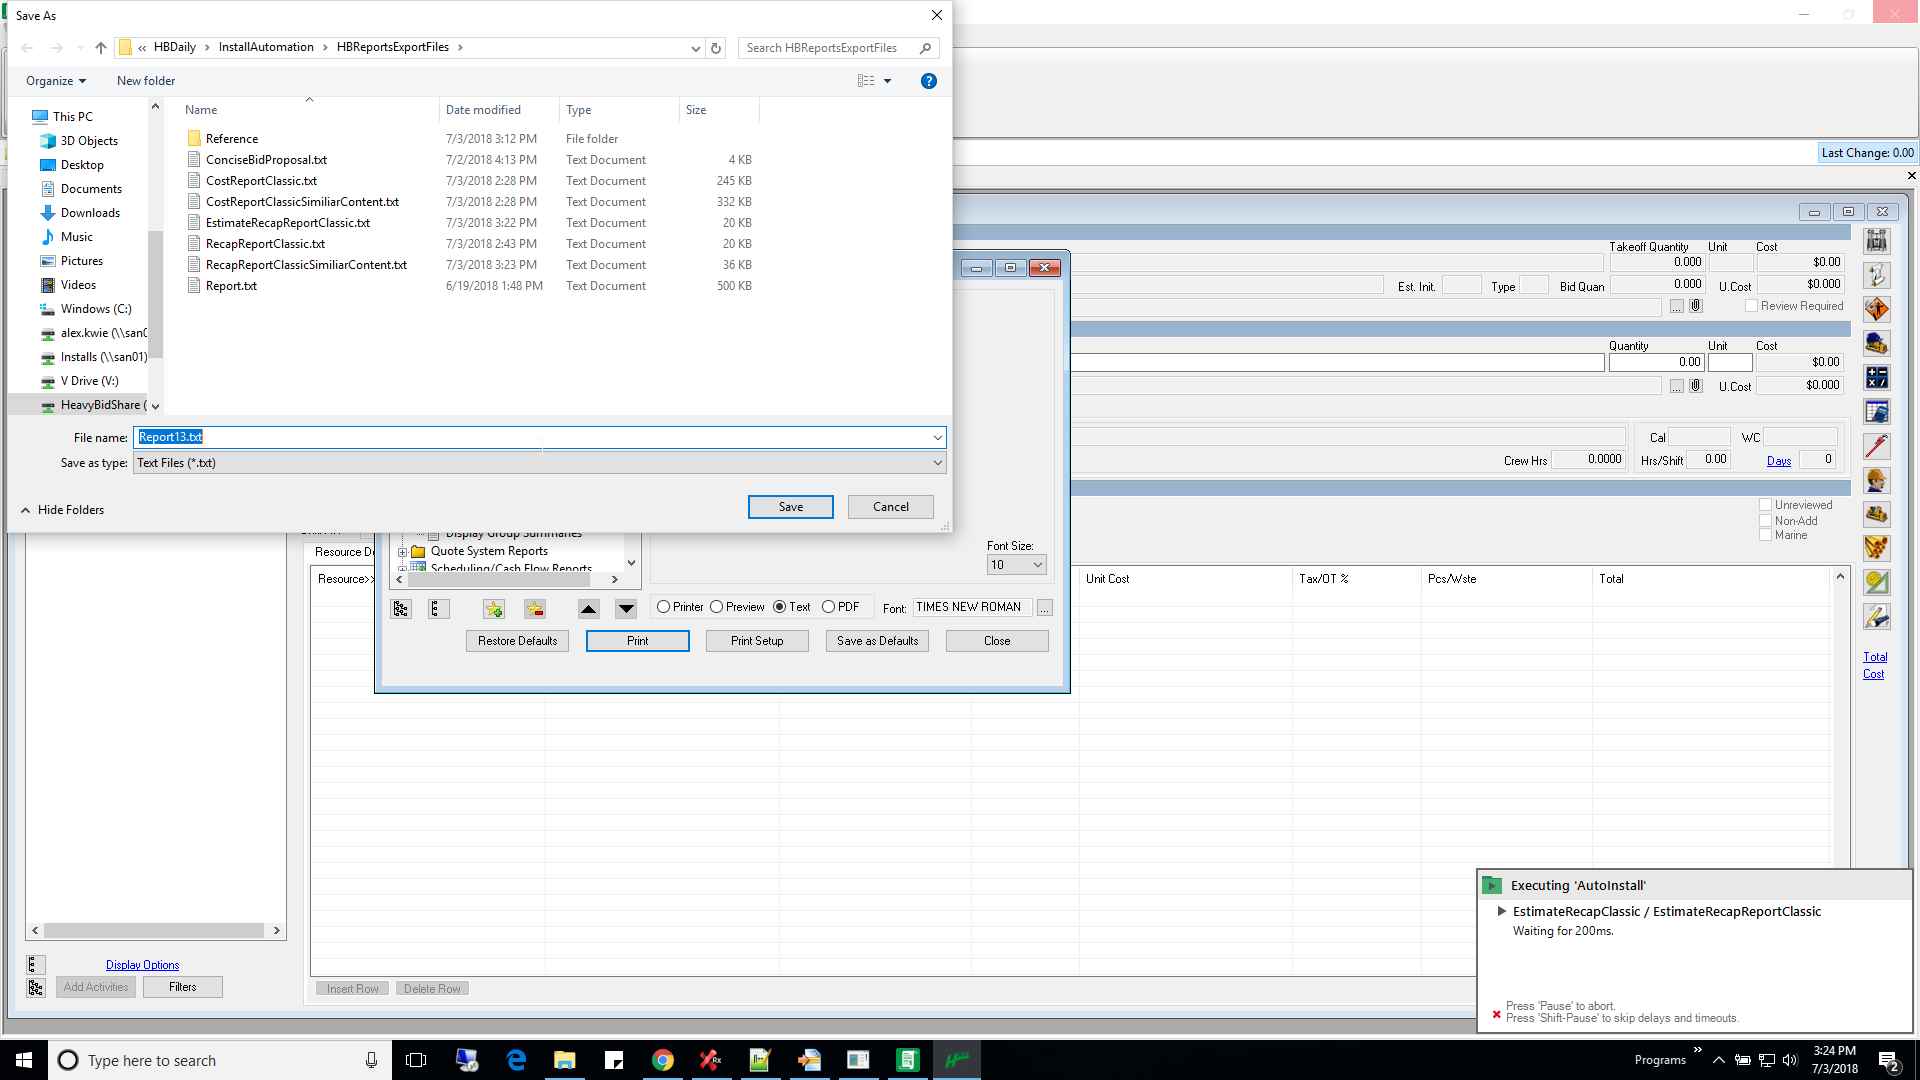 Save As
« HBDaily › InstallAutomation › HBReportsExportFiles ›
Search HBReportsExportFiles
Organize
New folder
Name
Date modified
Type
Size
This PC
3D Objects
Desktop
Documents
Downloads
Music
Pictures
Videos
Windows (C:)
alex.kwie (\\san0
Installs (\\san01)
V Drive (V:)
HeavyBidShare (
Reference 7/3/2018 3:12 PM File folder
ConciseBidProposal.txt 7/2/2018 4:13 PM Text Document 4 KB
CostReportClassic.txt 7/3/2018 2:28 PM Text Document 245 KB
CostReportClassicSimiliarContent.txt 7/3/2018 2:28 PM Text Document 332 KB
EstimateRecapReportClassic.txt 7/3/2018 3:22 PM Text Document 20 KB
RecapReportClassic.txt 7/3/2018 2:43 PM Text Document 20 KB
RecapReportClassicSimiliarContent.txt 7/3/2018 3:23 PM Text Document 36 KB
Report.txt 6/19/2018 1:48 PM Text Document 500 KB
File name: Report13.txt
Save as type: Text Files (*.txt)
Hide Folders
Save
Cancel
Last Change: 0.00
Takeoff Quantity Unit Cost
0.000 $0.00
Est. Init. Type Bid Quan 0.000 U.Cost $0.000
... Review Required
Quantity Unit Cost
0.00 $0.00
... U.Cost $0.000
Cal WC
Crew Hrs 0.0000 Hrs/Shift 0.00 Days 0
Unreviewed
Non-Add
Marine
Display Group Summaries
Quote System Reports
Scheduling/Cash Flow Reports
Font Size:
10
Printer Preview Text PDF Font: TIMES NEW ROMAN ...
Restore Defaults Print Print Setup Save as Defaults Close
Resource D
Resource>> Unit Cost Tax/OT % Pcs/Wste Total
Total
Cost
Display Options
Add Activities Filters
Insert Row Delete Row
Executing 'AutoInstall'
EstimateRecapClassic / EstimateRecapReportClassic
Waiting for 200ms.
Press 'Pause' to abort.
Press 'Shift-Pause' to skip delays and timeouts.
Type here to search
Programs
3:24 PM
7/3/2018
2